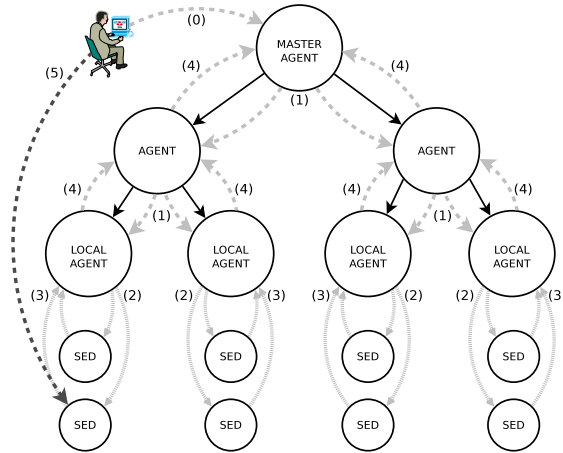 (0)
MASTER
AGENT
(5)
(4)
(4)
(1)
AGENT
AGENT
(4)
(1)
(4)
(4)
(1)
(4)
LOCAL
AGENT
LOCAL
AGENT
LOCAL
AGENT
LOCAL
AGENT
(3)
(2)
(2)
(3)
(3)
(2)
(2)
(3
SED
SED
SED
SED
SED
SED
SED
SED